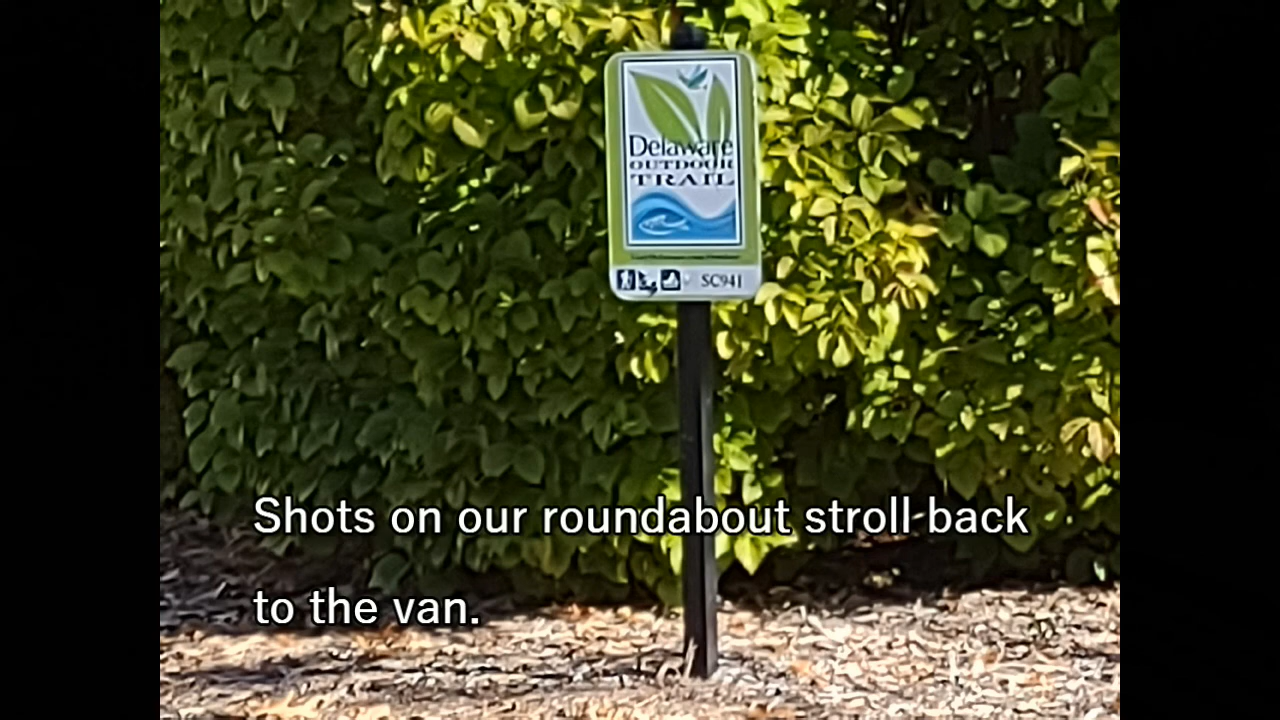 Delaware
OUTDOOR
TRAIL
SC941
Shots on our roundabout stroll back
to the van.